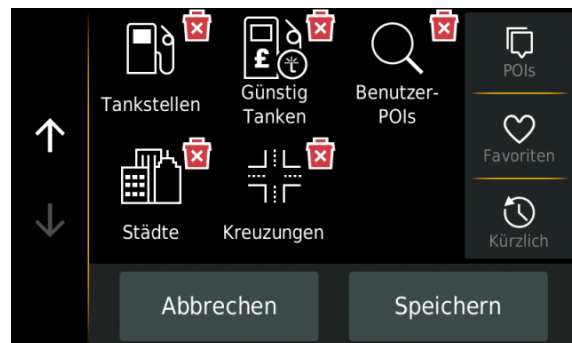 £
Tankstellen
Günstig
Tanken
Benutzer-
POIs
Städte
Kreuzungen
POIs
Favoriten
Kürzlich
Abbrechen
Speichern